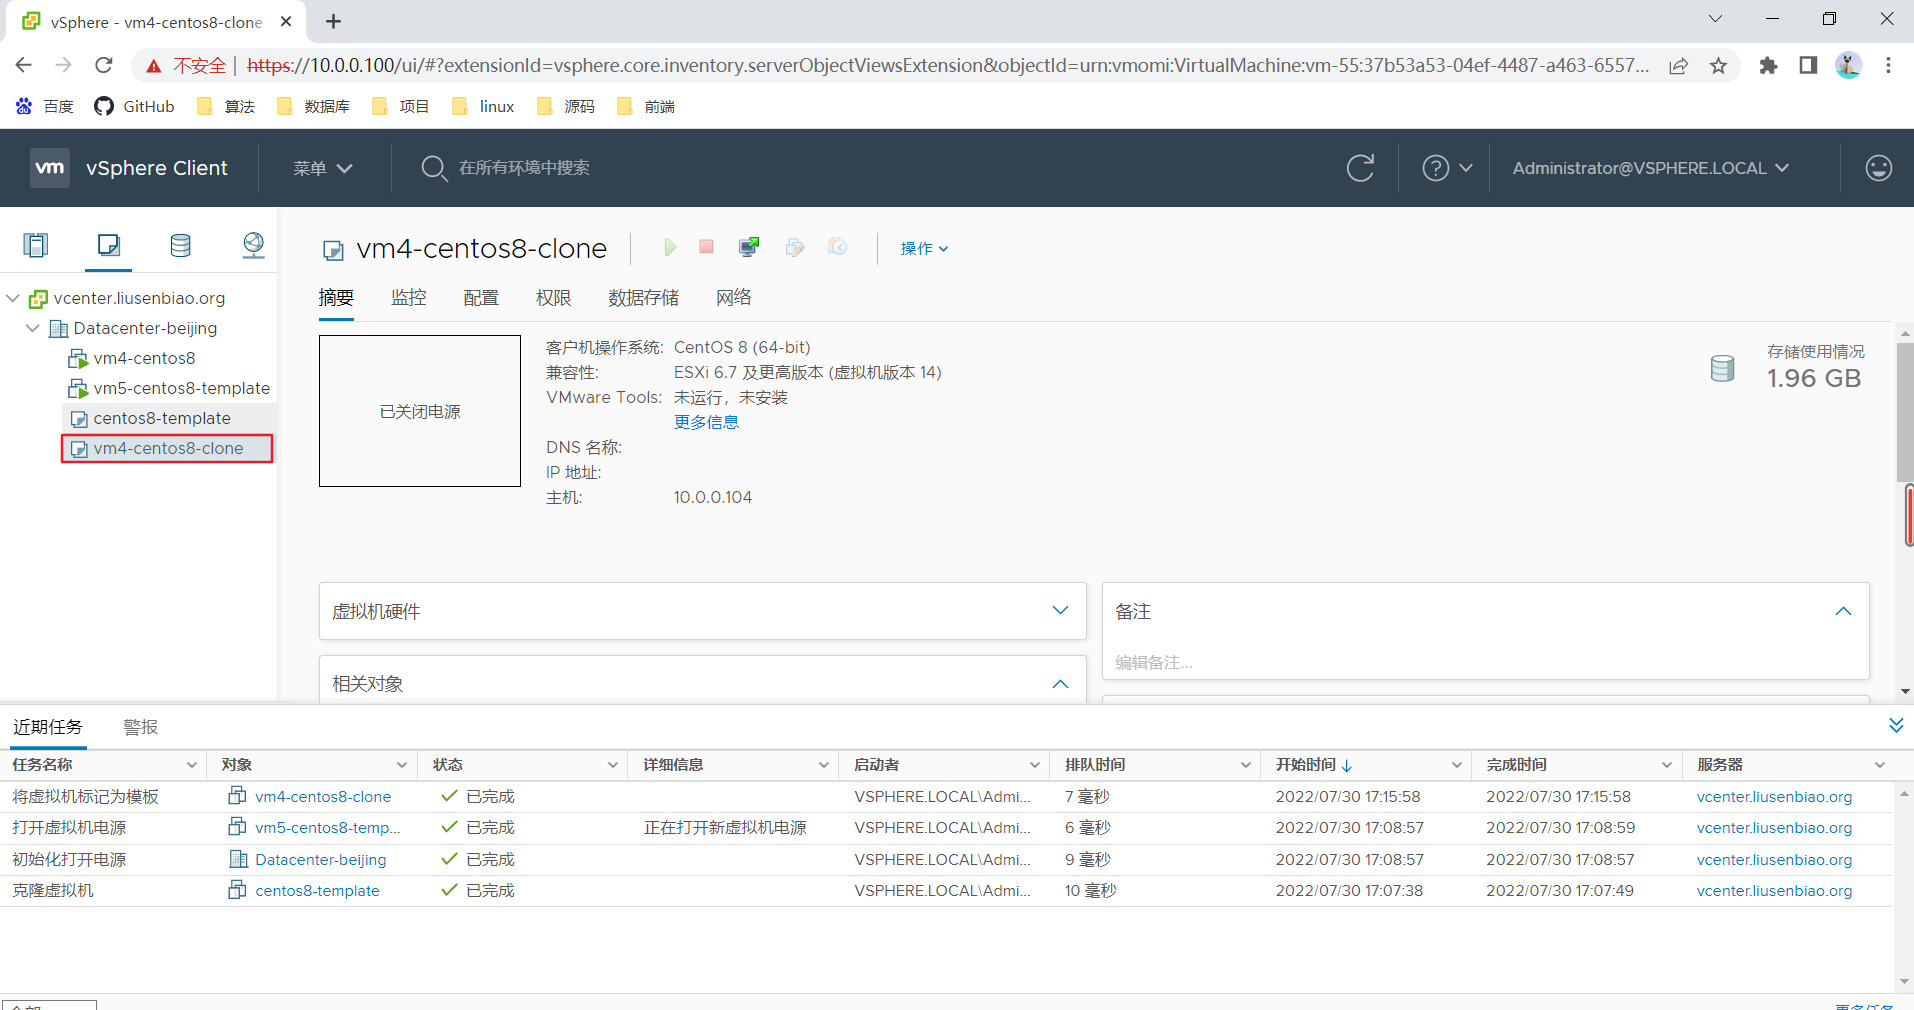 vSphere - vm4-centos8-clone
不安全 | https://10.0.0.100/ui/#?extensionId=vsphere.core.inventory.serverObjectViewsExtension&objectId=urn:vmomi:VirtualMachine:vm-55:37b53a53-04ef-4487-a463-6557...
百度 GitHub 算法 数据库 项目 linux 源码 前端
vm vSphere Client 菜单 在所有环境中搜索 Administrator@VSPHERE.LOCAL
vm4-centos8-clone 操作
摘要 监控 配置 权限 数据存储 网络
vcenter.liusenbiao.org
Datacenter-beijing
vm4-centos8
vm5-centos8-template
centos8-template
vm4-centos8-clone
已关闭电源
客户机操作系统: CentOS 8 (64-bit)
兼容性: ESXi 6.7 及更高版本 (虚拟机版本 14)
VMware Tools: 未运行，未安装
更多信息
DNS 名称:
IP 地址:
主机: 10.0.0.104
存储使用情况
1.96 GB
虚拟机硬件
备注
编辑备注...
相关对象
近期任务 警报
任务名称 对象 状态 详细信息 启动者 排队时间 开始时间 完成时间 服务器
将虚拟机标记为模板 vm4-centos8-clone 已完成 VSPHERE.LOCAL\Admi... 7 毫秒 2022/07/30 17:15:58 2022/07/30 17:15:58 vcenter.liusenbiao.org
打开虚拟机电源 vm5-centos8-temp... 已完成 正在打开新虚拟机电源 VSPHERE.LOCAL\Admi... 6 毫秒 2022/07/30 17:08:57 2022/07/30 17:08:59 vcenter.liusenbiao.org
初始化打开电源 Datacenter-beijing 已完成 VSPHERE.LOCAL\Admi... 9 毫秒 2022/07/30 17:08:57 2022/07/30 17:08:57 vcenter.liusenbiao.org
克隆虚拟机 centos8-template 已完成 VSPHERE.LOCAL\Admi... 10 毫秒 2022/07/30 17:07:38 2022/07/30 17:07:49 vcenter.liusenbiao.org